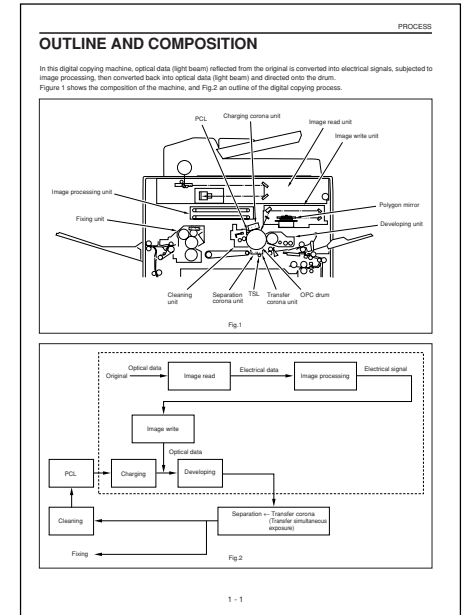 PROCESS
OUTLINE AND COMPOSITION
In this digital copying machine, optical data (light beam) reflected from the original is converted into electrical signals, subjected to
image processing, then converted back into optical data (light beam) and directed onto the drum.
Figure 1 shows the composition of the machine, and Fig.2 an outline of the digital copying process.
PCL
Charging corona unit
Image read unit
Image write unit
Image processing unit
Polygon mirror
Fixing unit
Developing unit
Cleaning
unit
Separation
corona unit
TSL
Transfer
corona unit
OPC drum
Fig.1
Original
Optical data
Image read
Electrical data
Image processing
Electrical signal
Image write
Optical data
PCL
Charging
Developing
Cleaning
Separation ← Transfer corona
(Transfer simultaneous
exposure)
Fixing
Fig.2
1 - 1